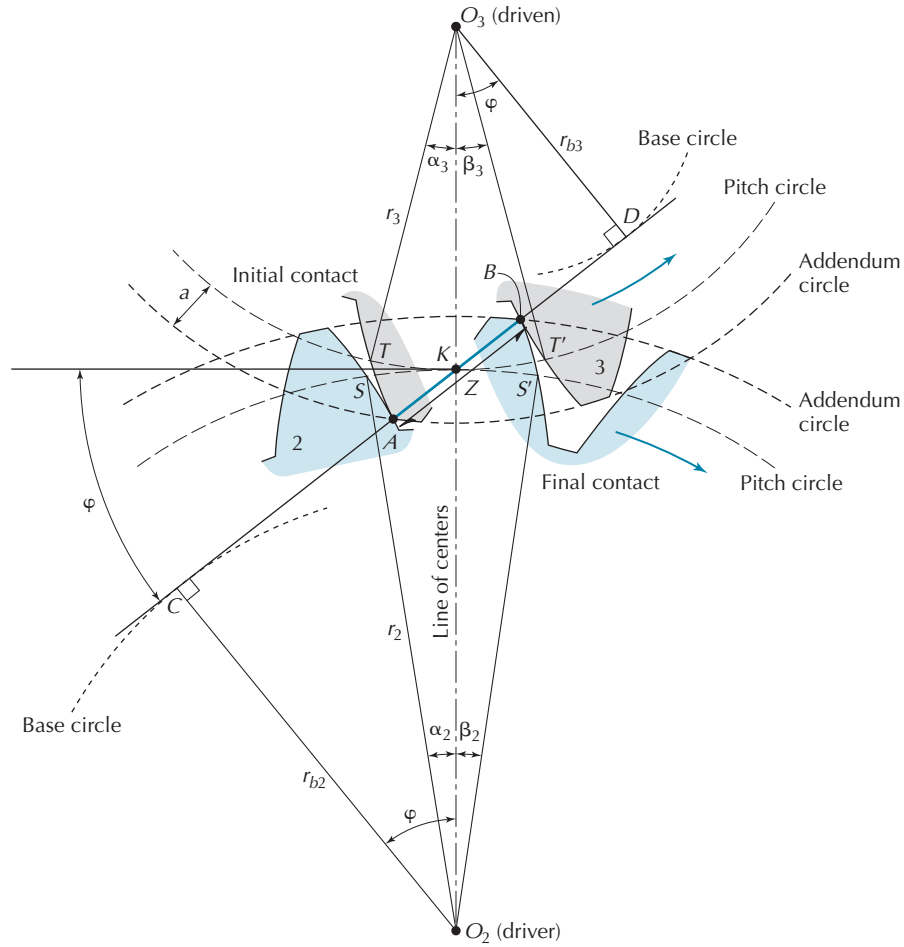 O3 (driven)
φ
rb3
Base circle
α3
β3
Pitch circle
r3
D
Addendum
circle
Initial contact
B
a
T
K
T′
3
S
Z
S′
Addendum
circle
2
A
Final contact
Pitch circle
φ
C
Line of centers
r2
Base circle
α2
β2
rb2
φ
O2 (driver)